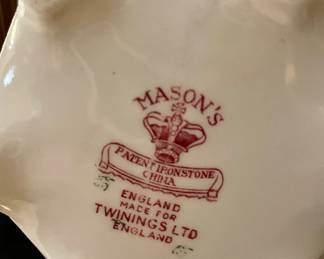 MASON'S
PATENT IRONSTONE
CHINA
ENGLAND
MADE FOR
TWININGS LTD
ENGLAND